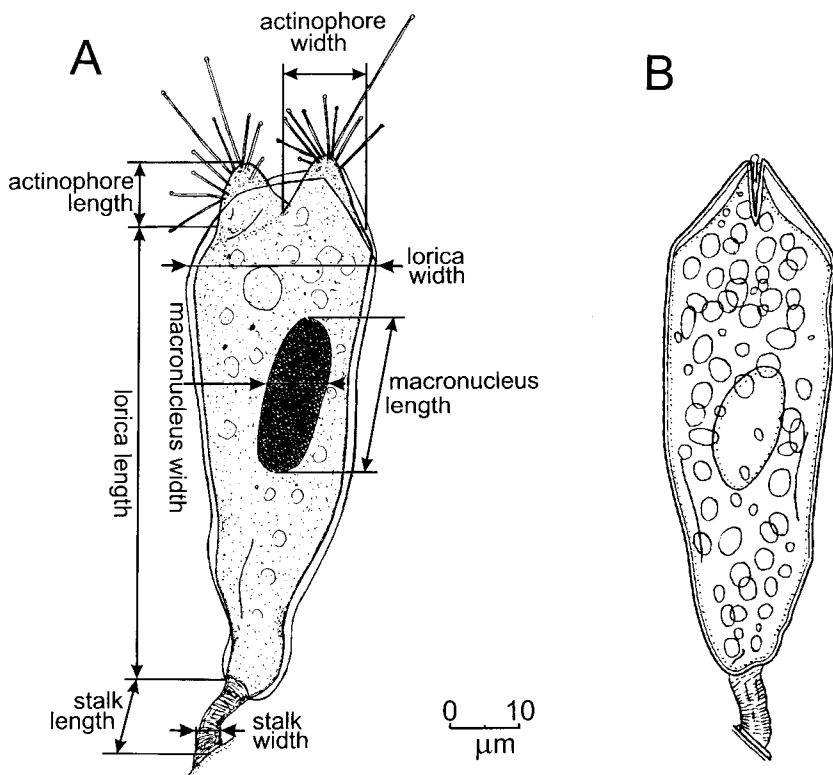 A
actinophore
width
B
actinophore
length
lorica
width
macronucleus width
macronucleus
length
lorica length
stalk
length
stalk
width
0 10
µm